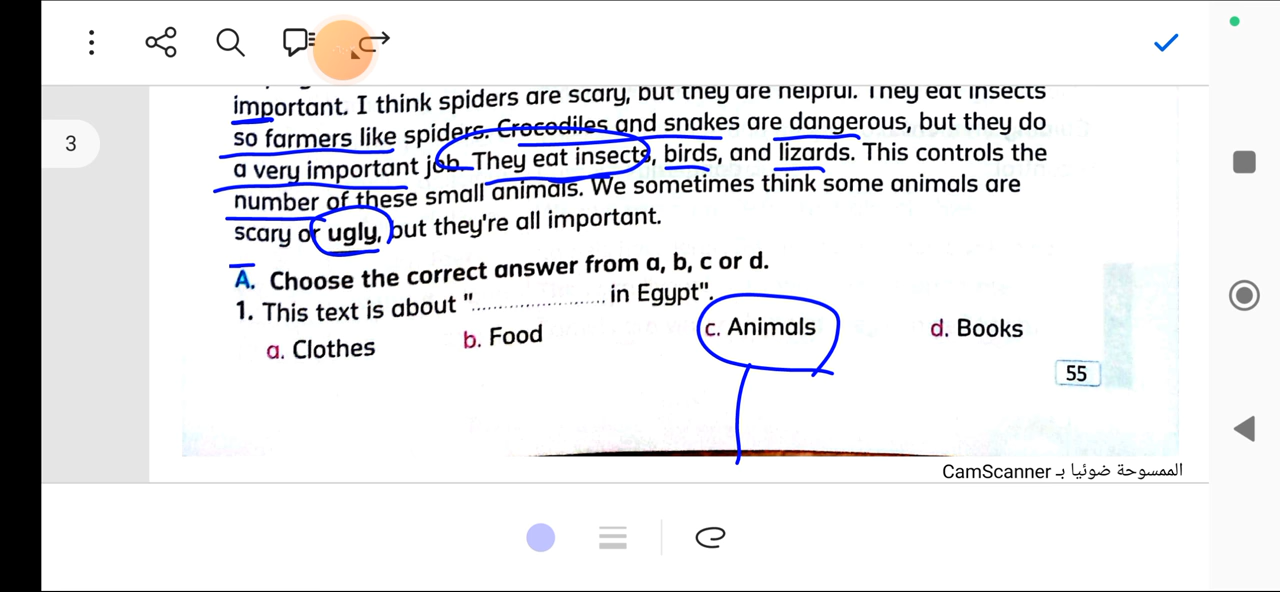 important. I think spiders are scary, but they are helpful. They eat insects
3
so farmers like spiders. Crocodiles and snakes are dangerous, but they do
a very important job. They eat insects, birds, and lizards. This controls the
number of these small animals. We sometimes think some animals are
scary or ugly, but they're all important.
A. Choose the correct answer from a, b, c or d.
1. This text is about "..................... in Egypt".
a. Clothes b. Food c. Animals d. Books
55
الممسوحة ضوئيا بـ CamScanner